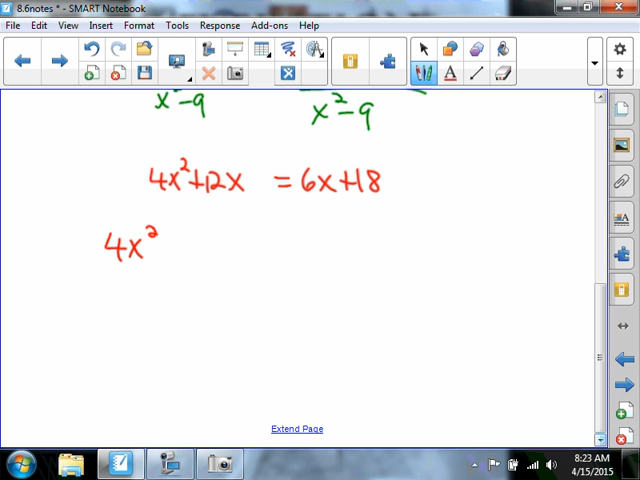 8.6notes * - SMART Notebook
File Edit View Insert Format Tools Respond Add-ons Help
x²-9 x²-9
4x²+12x = 6x+18
4x²
Extend Page
8:23 AM
4/15/2015